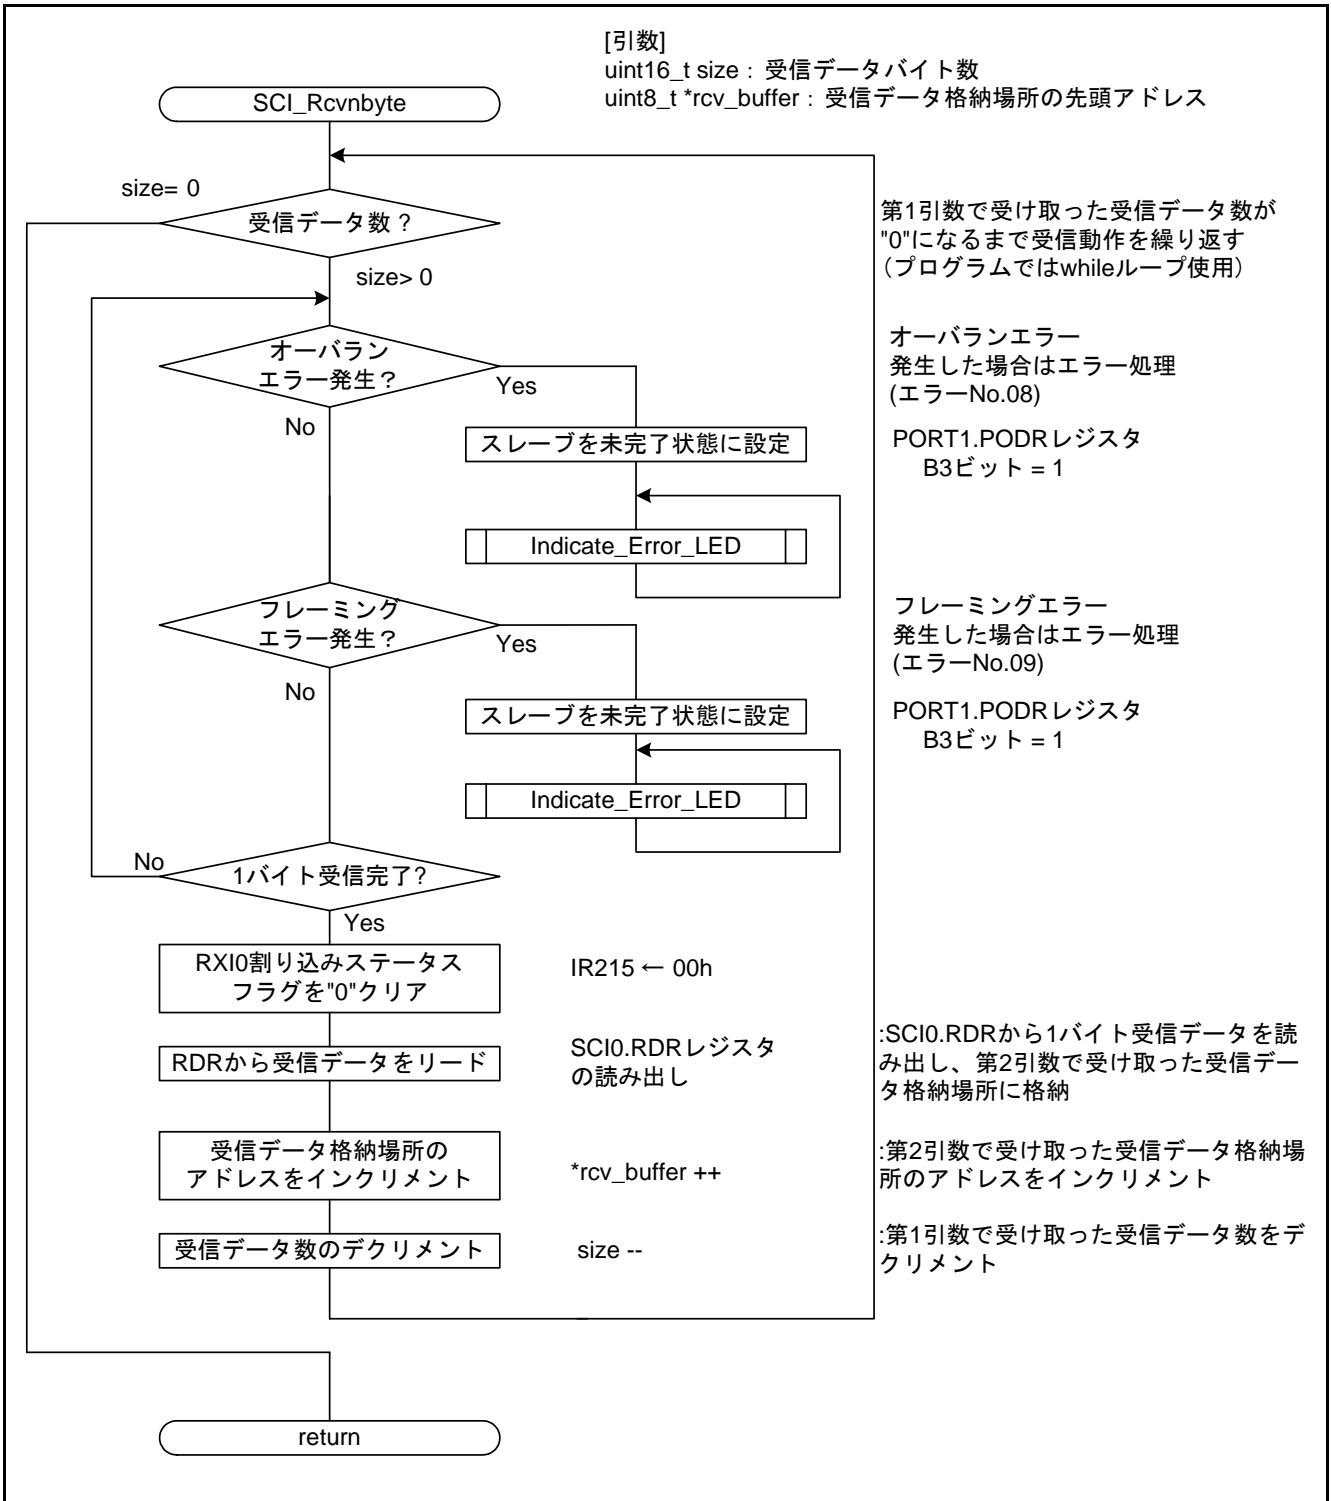 [引数]
uint16_t size：受信データバイト数
uint8_t *rcv_buffer：受信データ格納場所の先頭アドレス
SCI_Rcvnbyte
size= 0
受信データ数？
size> 0
第1引数で受け取った受信データ数が
"0"になるまで受信動作を繰り返す
（プログラムではwhileループ使用）
オーバラン
エラー発生？
Yes
No
オーバランエラー
発生した場合はエラー処理
(エラーNo.08)
スレーブを未完了状態に設定
PORT1.PODRレジスタ
B3ビット = 1
Indicate_Error_LED
フレーミング
エラー発生？
Yes
No
フレーミングエラー
発生した場合はエラー処理
(エラーNo.09)
スレーブを未完了状態に設定
PORT1.PODRレジスタ
B3ビット = 1
Indicate_Error_LED
No
1バイト受信完了?
Yes
RXI0割り込みステータス
フラグを"0"クリア
IR215 ← 00h
RDRから受信データをリード
SCI0.RDRレジスタ
の読み出し
:SCI0.RDRから1バイト受信データを読
み出し、第2引数で受け取った受信デー
タ格納場所に格納
受信データ格納場所の
アドレスをインクリメント
*rcv_buffer ++
:第2引数で受け取った受信データ格納場
所のアドレスをインクリメント
受信データ数のデクリメント
size --
:第1引数で受け取った受信データ数をデ
クリメント
return